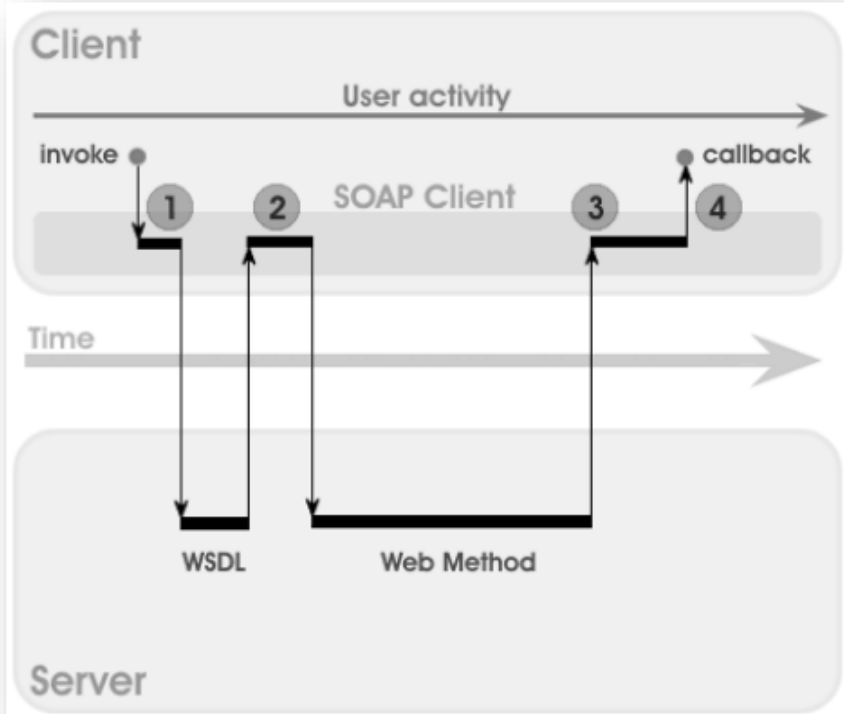 Client
User activity
invoke
callback
1
2
SOAP Client
3
4
Time
WSDL
Web Method
Server